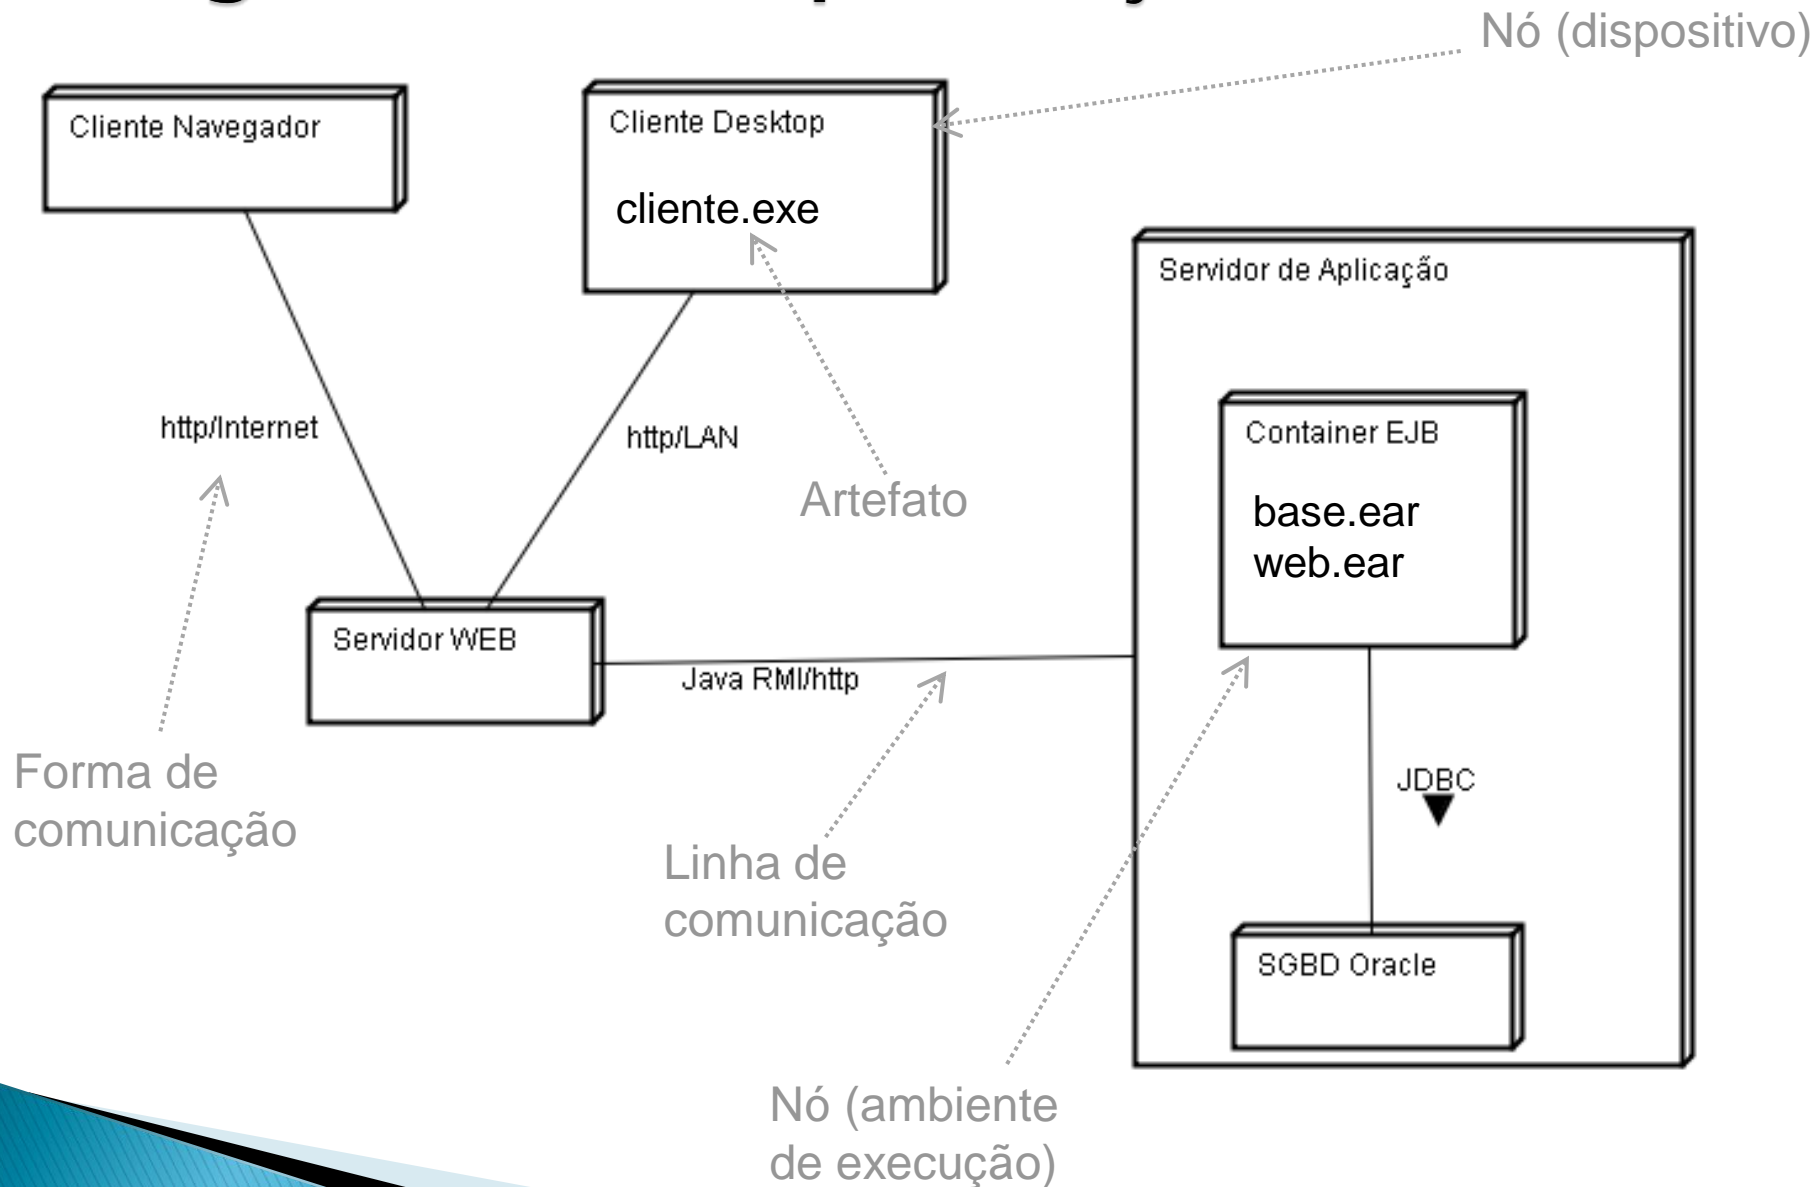 Nó (dispositivo)
Cliente Navegador
Cliente Desktop
cliente.exe
Servidor de Aplicação
http/Internet
http/LAN
Container EJB
Artefato
base.ear
web.ear
Servidor WEB
Java RMI/http
Forma de
comunicação
JDBC
Linha de
comunicação
SGBD Oracle
Nó (ambiente
de execução)